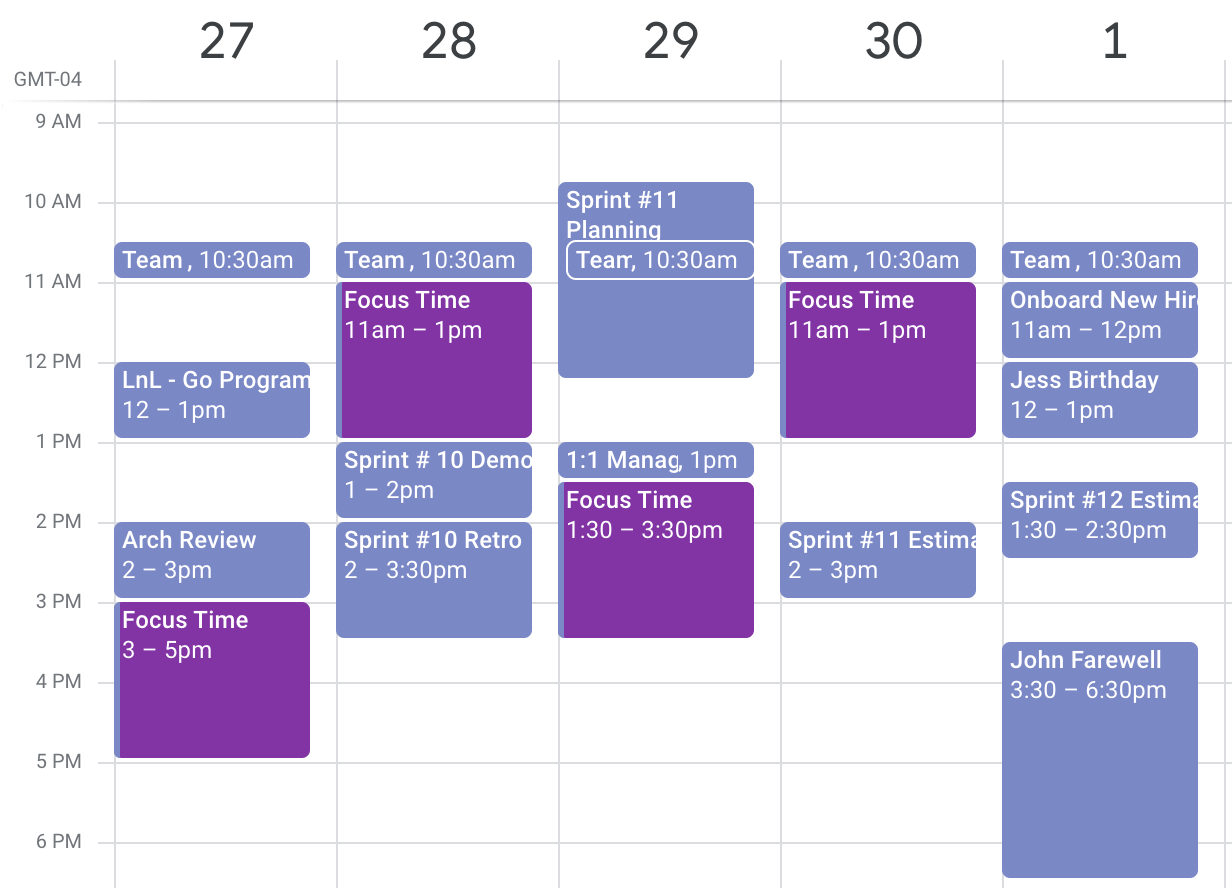 27 28 29 30 1
GMT-04
9 AM
10 AM
11 AM
12 PM
1 PM
2 PM
3 PM
4 PM
5 PM
6 PM
Team , 10:30am
LnL - Go Program
12 – 1pm
Arch Review
2 – 3pm
Focus Time
3 – 5pm
Team , 10:30am
Focus Time
11am – 1pm
Sprint # 10 Demo
1 – 2pm
Sprint #10 Retro
2 – 3:30pm
Sprint #11
Planning
Team, 10:30am
1:1 Manag, 1pm
Focus Time
1:30 – 3:30pm
Team , 10:30am
Focus Time
11am – 1pm
Sprint #11 Estima
2 – 3pm
Team , 10:30am
Onboard New Hir
11am – 12pm
Jess Birthday
12 – 1pm
Sprint #12 Estima
1:30 – 2:30pm
John Farewell
3:30 – 6:30pm